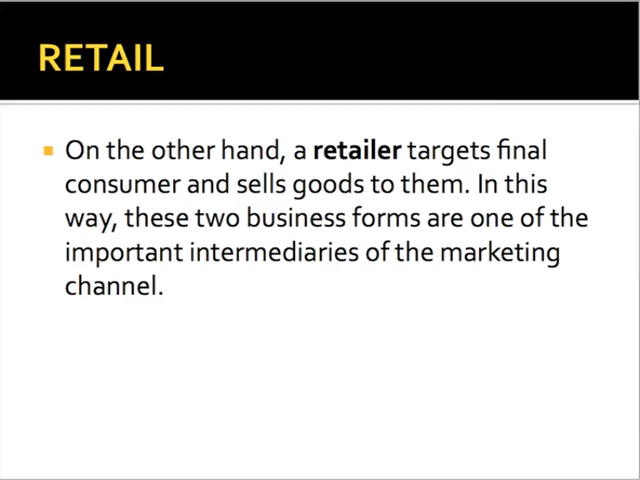 RETAIL
On the other hand, a retailer targets final
consumer and sells goods to them. In this
way, these two business forms are one of the
important intermediaries of the marketing
channel.